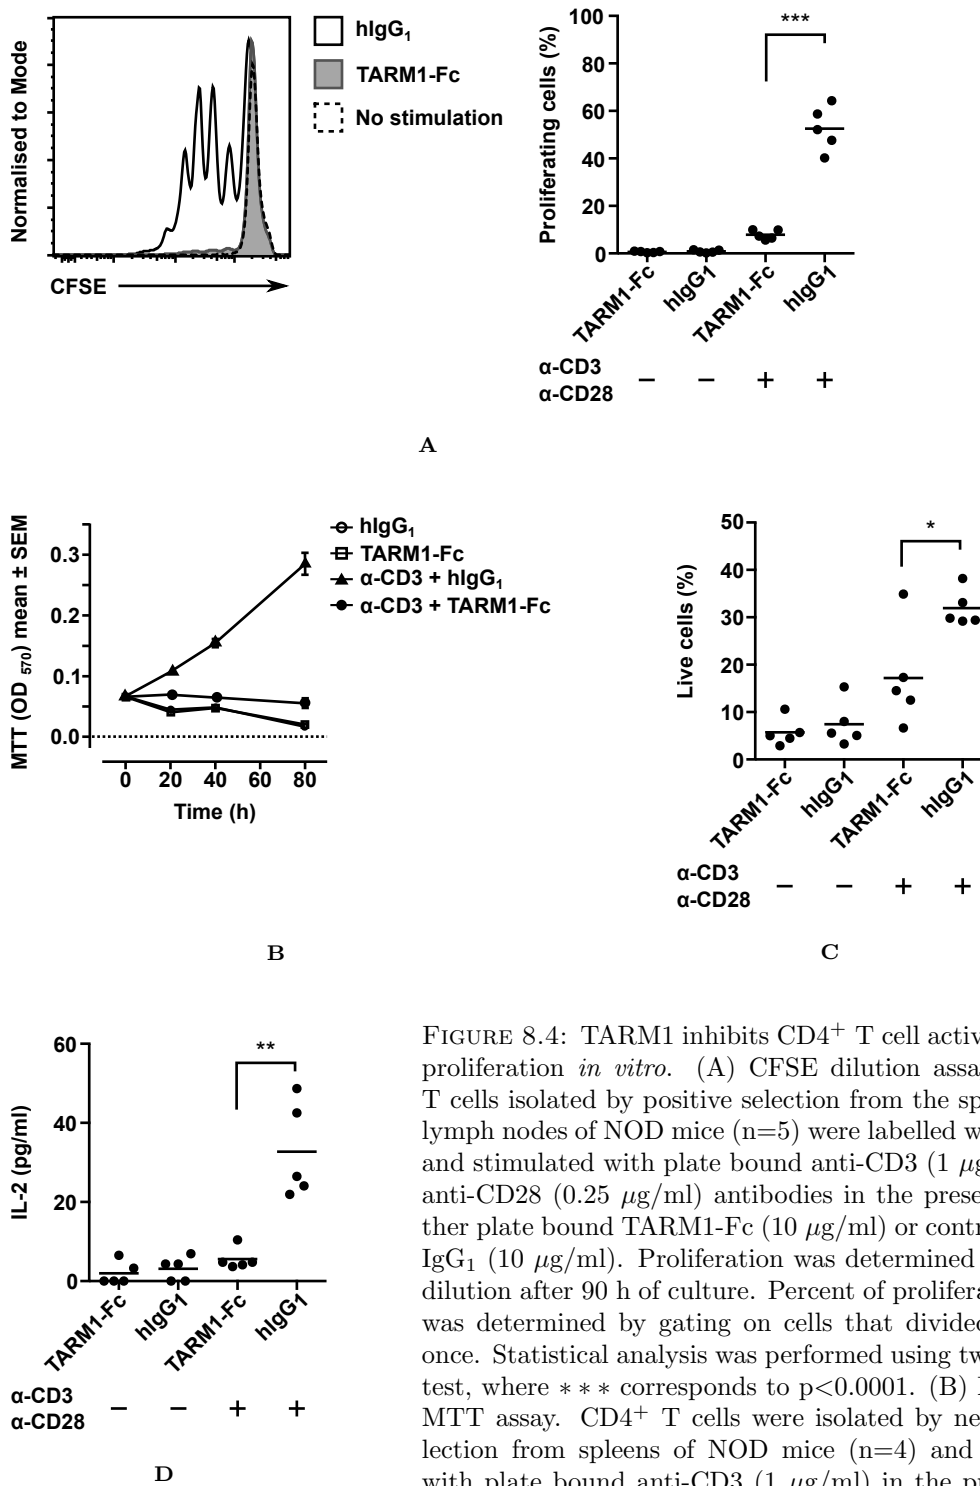 Normalised to Mode
CFSE
hIgG1
TARM1-Fc
No stimulation
Proliferating cells (%)
100
80
60
40
20
0
***
TARM1-Fc
hIgG1
TARM1-Fc
hIgG1
α-CD3
α-CD28
− − + +
A
MTT (OD 570) mean ± SEM
0.3
0.2
0.1
0.0
0 20 40 60 80
Time (h)
hIgG1
TARM1-Fc
α-CD3 + hIgG1
α-CD3 + TARM1-Fc
B
Live cells (%)
50
40
30
20
10
0
*
TARM1-Fc
hIgG1
TARM1-Fc
hIgG1
α-CD3
α-CD28
− − + +
C
IL-2 (pg/ml)
60
40
20
0
**
TARM1-Fc
hIgG1
TARM1-Fc
hIgG1
α-CD3
α-CD28
− − + +
D
FIGURE 8.4: TARM1 inhibits CD4+ T cell activ
proliferation in vitro. (A) CFSE dilution assa
T cells isolated by positive selection from the sp
lymph nodes of NOD mice (n=5) were labelled w
and stimulated with plate bound anti-CD3 (1 μg
anti-CD28 (0.25 μg/ml) antibodies in the prese
ther plate bound TARM1-Fc (10 μg/ml) or contr
IgG1 (10 μg/ml). Proliferation was determined
dilution after 90 h of culture. Percent of prolifera
was determined by gating on cells that divided
once. Statistical analysis was performed using tw
test, where *** corresponds to p<0.0001. (B)
MTT assay. CD4+ T cells were isolated by ne
lection from spleens of NOD mice (n=4) and
with plate bound anti-CD3 (1 μg/ml) in the pr